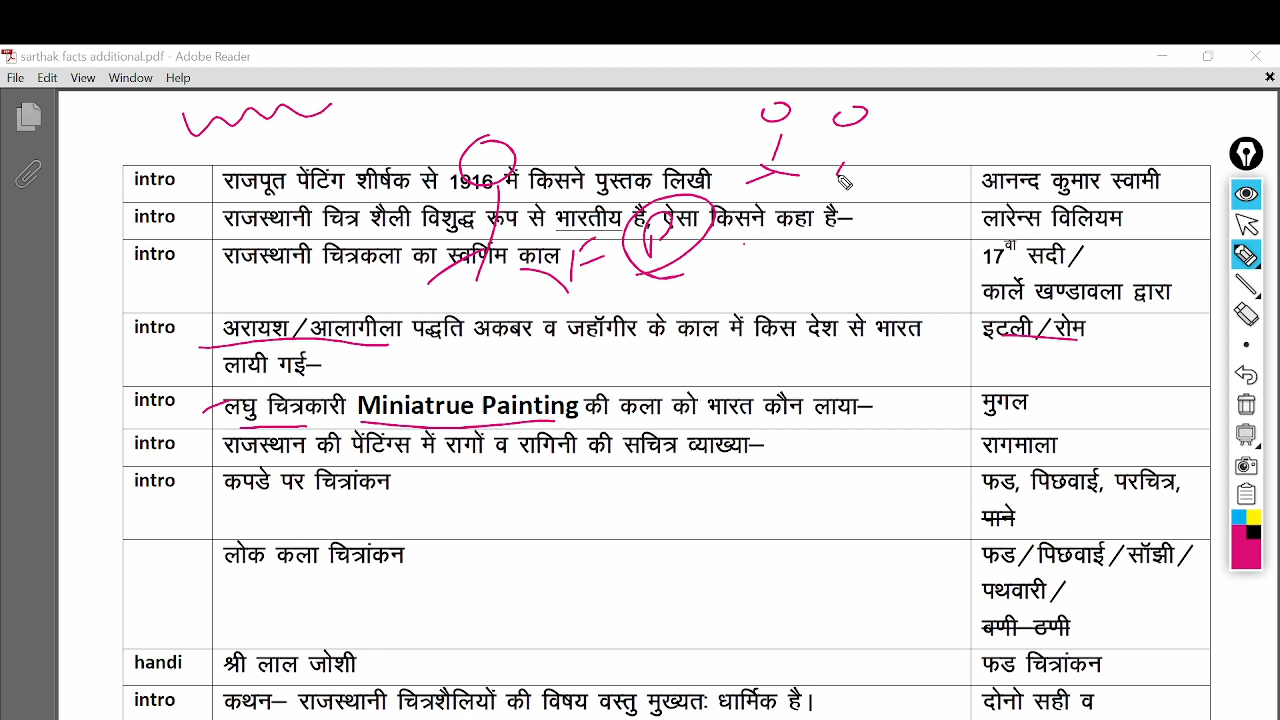 sarthak facts additional.pdf - Adobe Reader
File Edit View Window Help
intro राजपूत पेंटिंग शीर्षक से 1916 में किसने पुस्तक लिखी आनन्द कुमार स्वामी
intro राजस्थानी चित्र शैली विशुद्ध रूप से भारतीय है, ऐसा किसने कहा है– लारेन्स विलियम
intro राजस्थानी चित्रकला का स्वर्णिम काल 17वी सदी/
कार्ले खण्डावला द्वारा
intro अरायश/आलागीला पद्धति अकबर व जहॉगीर के काल में किस देश से भारत इटली/रोम
लायी गई–
intro लघु चित्रकारी Miniatrue Painting की कला को भारत कौन लाया– मुगल
intro राजस्थान की पेंटिंग्स में रागों व रागिनी की सचित्र व्याख्या– रागमाला
intro कपडे पर चित्रांकन फड, पिछवाई, परचित्र,
पाने
लोक कला चित्रांकन फड/पिछवाई/सॉझी/
पथवारी/
बणी–ठणी
handi श्री लाल जोशी फड चित्रांकन
intro कथन– राजस्थानी चित्रशैलियों की विषय वस्तु मुख्यतः धार्मिक है। दोनो सही व